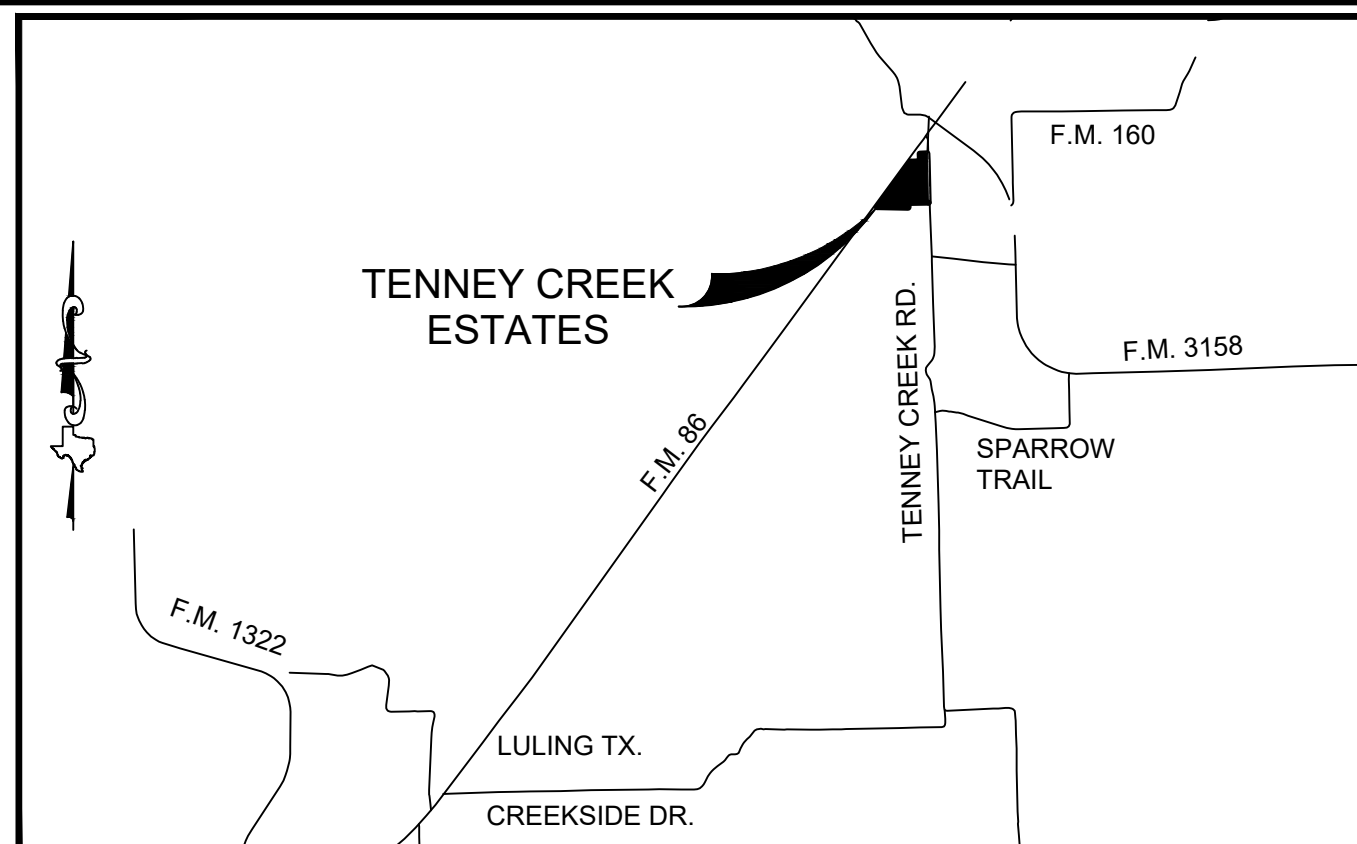 F.M. 160
TENNEY CREEK
ESTATES
TENNEY CREEK RD.
F.M. 3158
F.M. 86
SPARROW
TRAIL
F.M. 1322
LULING TX.
CREEKSIDE DR.